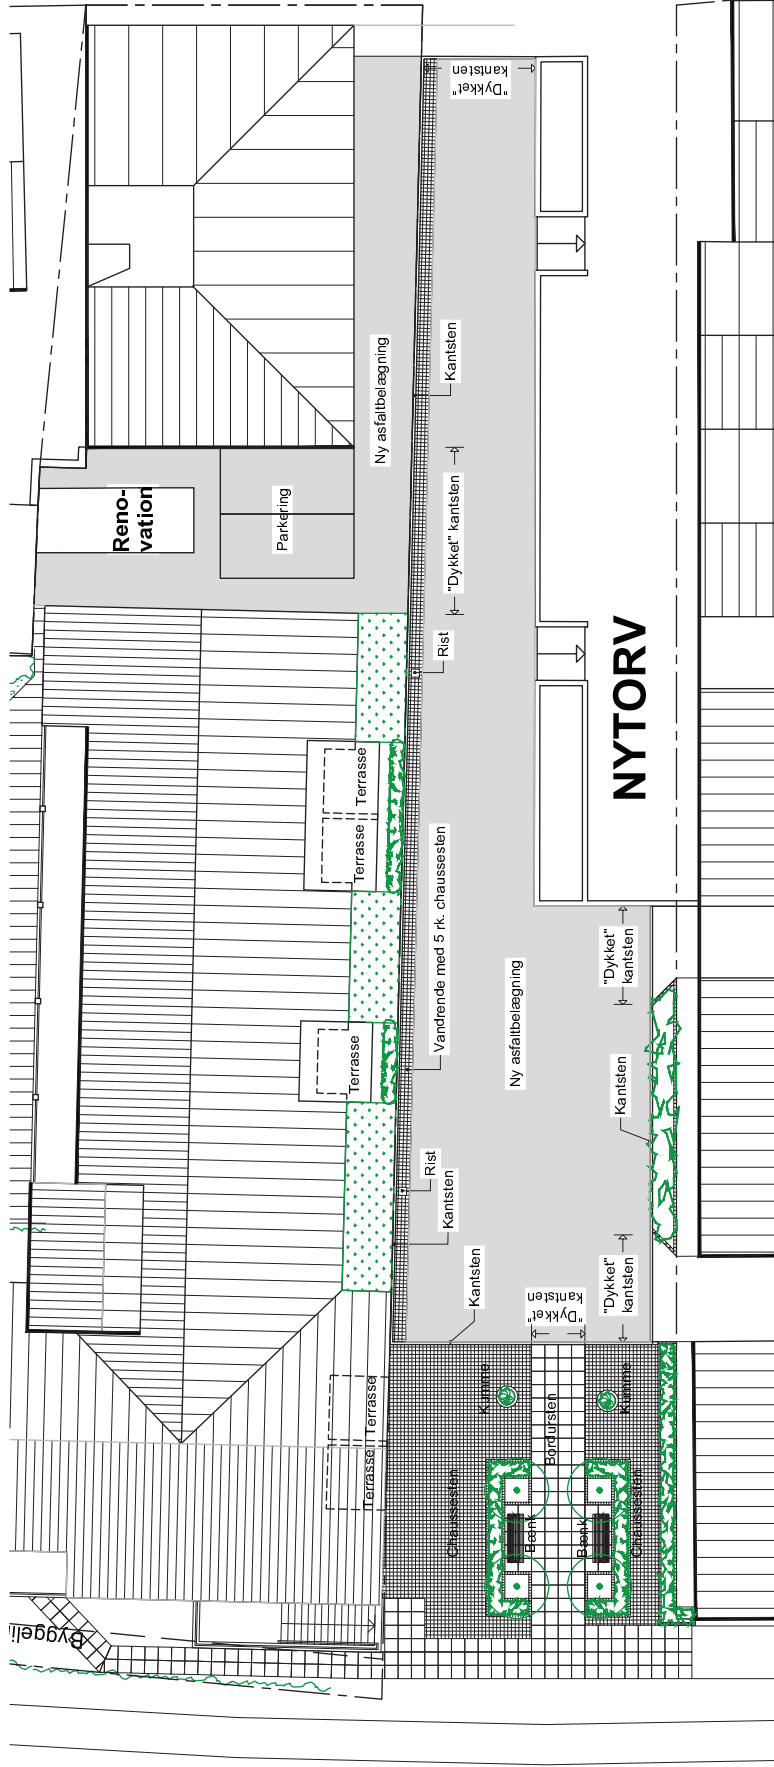 "Dykket"
kantsten
Kantsten
Ny asfaltbelægning
Reno-
vation
Parkering
"Dykket" kantsten
Rist
NYTORV
Terrasse
Terrasse
Vandrende med 5 rk. chaussesten
"Dykket"
kantsten
Ny asfaltbelægning
Terrasse
Kantsten
Rist
Kantsten
Kantsten
"Dykket"
kantsten
"Dykket"
kantsten
Kumme
Kumme
Terrasse
Terrasse
Bordursten
Chaussesten
Chaussesten
Bænk
Bænk
Byggeli